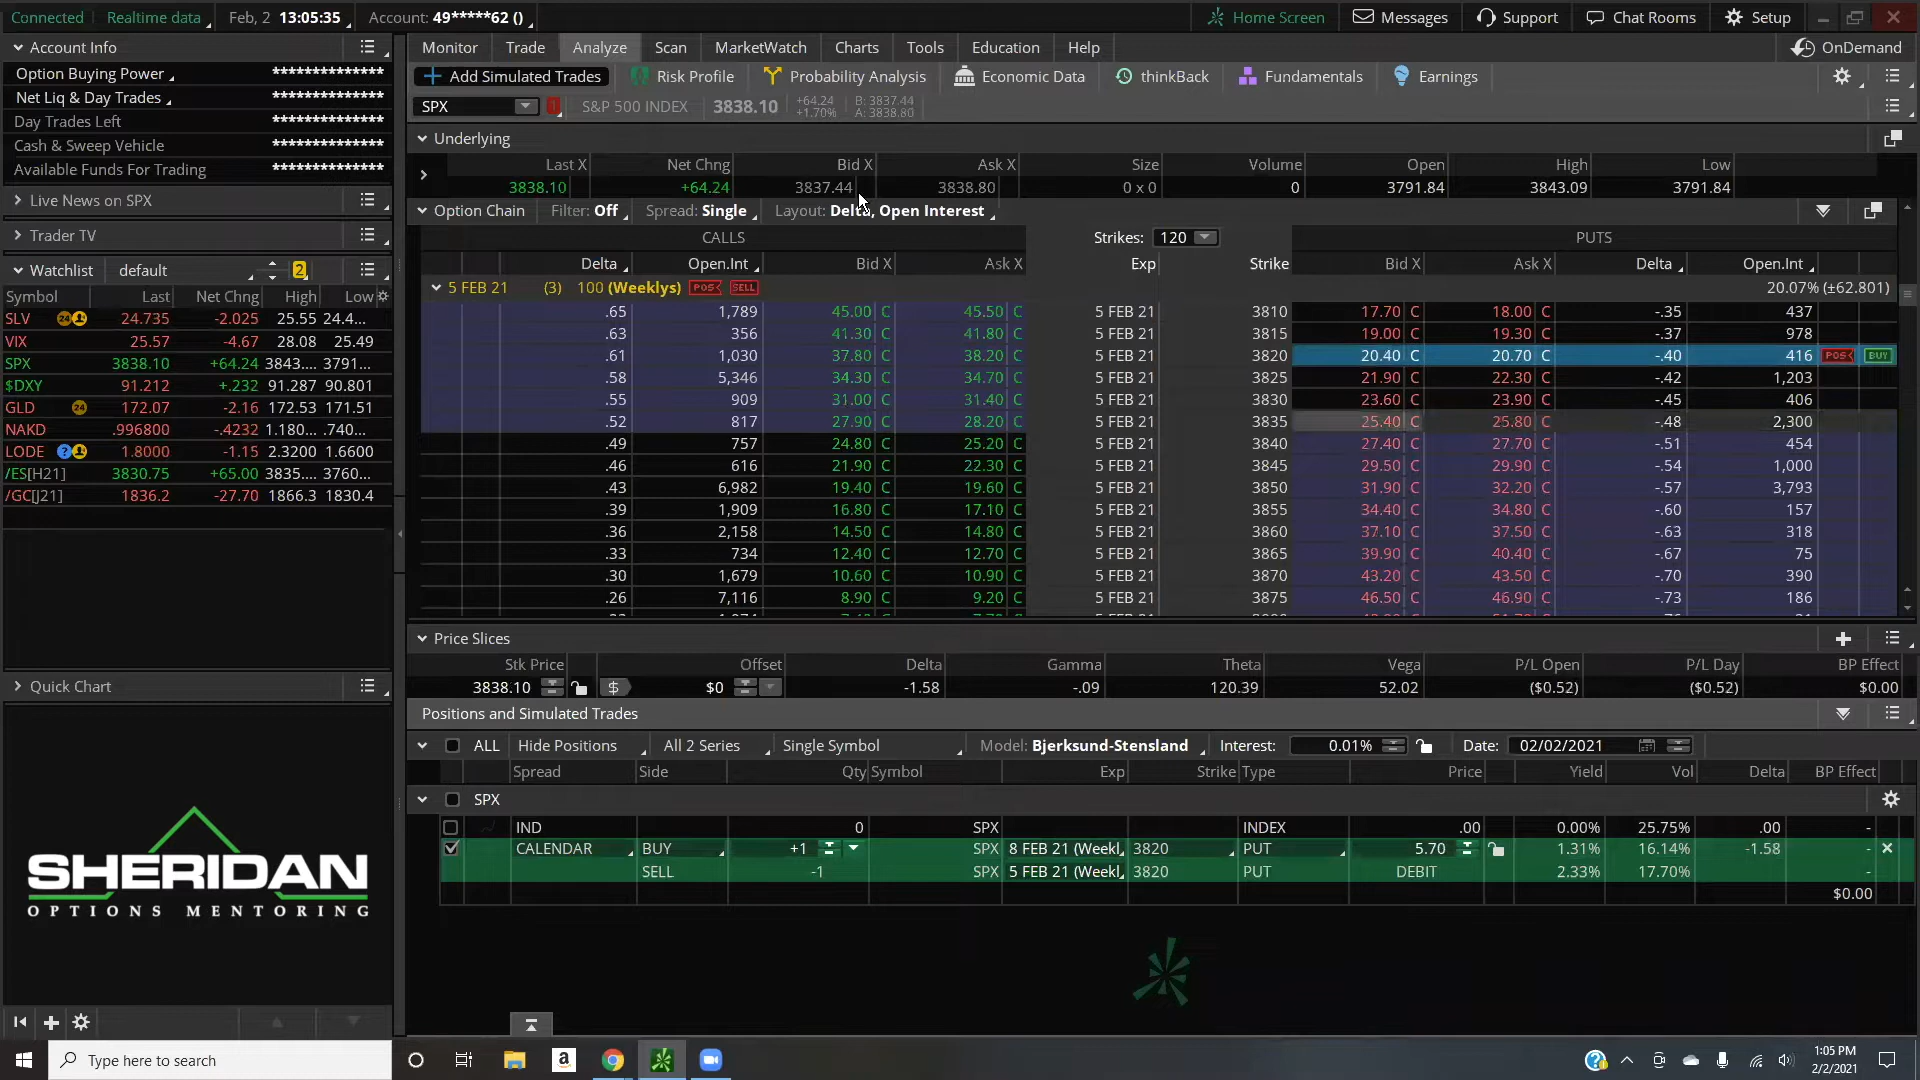 Connected Realtime data Feb, 2 13:05:35 Account: 49*****62 () Home Screen Messages Support Chat Rooms Setup
Account Info
Option Buying Power **************
Net Liq & Day Trades **************
Day Trades Left **************
Cash & Sweep Vehicle **************
Available Funds For Trading **************
Live News on SPX
Trader TV
Watchlist default 2
Symbol Last Net Chng High Low
SLV 24 24.735 -2.025 25.55 24.4...
VIX 25.57 -4.67 28.08 25.49
SPX 3838.10 +64.24 3843.... 3791....
$DXY 91.212 +.232 91.287 90.801
GLD 24 172.07 -2.16 172.53 171.51
NAKD .996800 -.4232 1.180... .740...
LODE ? 1.8000 -1.15 2.3200 1.6600
/ES[H21] 3830.75 +65.00 3835.... 3760....
/GC[J21] 1836.2 -27.70 1866.3 1830.4
Quick Chart
SHERIDAN
OPTIONS MENTORING
Monitor Trade Analyze Scan MarketWatch Charts Tools Education Help OnDemand
Add Simulated Trades Risk Profile Probability Analysis Economic Data thinkBack Fundamentals Earnings
SPX 1 S&P 500 INDEX 3838.10 +64.24 B: 3837.44
+1.70% A: 3838.80
Underlying
Last X Net Chng Bid X Ask X Size Volume Open High Low
3838.10 +64.24 3837.44 3838.80 0 x 0 0 3791.84 3843.09 3791.84
Option Chain Filter: Off Spread: Single Layout: Delta, Open Interest
CALLS Strikes: 120 PUTS
Delta Open.Int Bid X Ask X Exp Strike Bid X Ask X Delta Open.Int
5 FEB 21 (3) 100 (Weeklys) POS SELL 20.07% (±62.801)
.65 1,789 45.00 C 45.50 C 5 FEB 21 3810 17.70 C 18.00 C -.35 437
.63 356 41.30 C 41.80 C 5 FEB 21 3815 19.00 C 19.30 C -.37 978
.61 1,030 37.80 C 38.20 C 5 FEB 21 3820 20.40 C 20.70 C -.40 416 POS BUY
.58 5,346 34.30 C 34.70 C 5 FEB 21 3825 21.90 C 22.30 C -.42 1,203
.55 909 31.00 C 31.40 C 5 FEB 21 3830 23.60 C 23.90 C -.45 406
.52 817 27.90 C 28.20 C 5 FEB 21 3835 25.40 C 25.80 C -.48 2,300
.49 757 24.80 C 25.20 C 5 FEB 21 3840 27.40 C 27.70 C -.51 454
.46 616 21.90 C 22.30 C 5 FEB 21 3845 29.50 C 29.90 C -.54 1,000
.43 6,982 19.40 C 19.60 C 5 FEB 21 3850 31.90 C 32.20 C -.57 3,793
.39 1,909 16.80 C 17.10 C 5 FEB 21 3855 34.40 C 34.80 C -.60 157
.36 2,158 14.50 C 14.80 C 5 FEB 21 3860 37.10 C 37.50 C -.63 318
.33 734 12.40 C 12.70 C 5 FEB 21 3865 39.90 C 40.40 C -.67 75
.30 1,679 10.60 C 10.90 C 5 FEB 21 3870 43.20 C 43.50 C -.70 390
.26 7,116 8.90 C 9.20 C 5 FEB 21 3875 46.50 C 46.90 C -.73 186
Price Slices
Stk Price Offset Delta Gamma Theta Vega P/L Open P/L Day BP Effect
3838.10 $ $0 -1.58 -.09 120.39 52.02 ($0.52) ($0.52) $0.00
Positions and Simulated Trades
ALL Hide Positions All 2 Series Single Symbol Model: Bjerksund-Stensland Interest: 0.01% Date: 02/02/2021
Spread Side Qty Symbol Exp Strike Type Price Yield Vol Delta BP Effect
SPX
IND 0 SPX INDEX .00 0.00% 25.75% .00 -
CALENDAR BUY +1 SPX 8 FEB 21 (Weekl 3820 PUT 5.70 1.31% 16.14% -1.58 -
SELL -1 SPX 5 FEB 21 (Weekl 3820 PUT DEBIT 2.33% 17.70%
$0.00
Type here to search
1:05 PM
2/2/2021